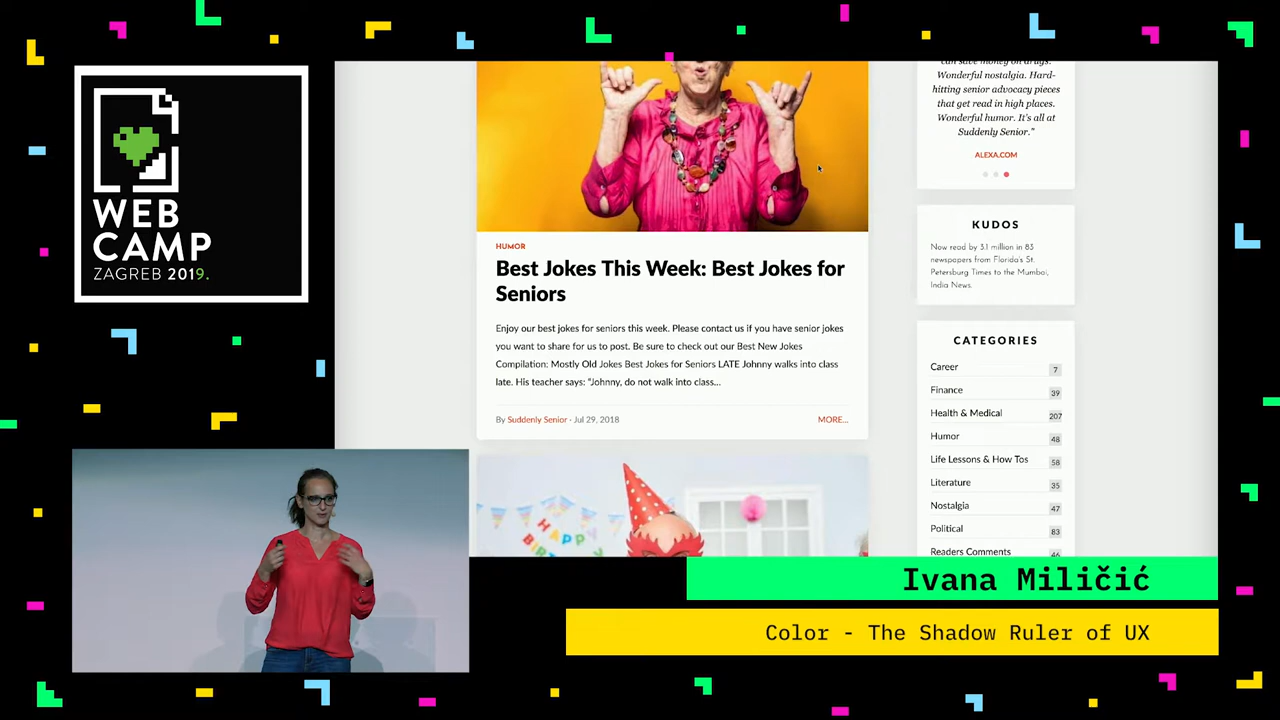 WEB
CAMP
ZAGREB 2019.
can save money on drugs.
Wonderful nostalgia. Hard-
hitting senior advocacy pieces
that get read in high places.
Wonderful humor. It's all at
Suddenly Senior."
ALEXA.COM
KUDOS
Now read by 3.1 million in 83
newspapers from Florida's St.
Petersburg Times to the Mumbai,
India News.
HUMOR
Best Jokes This Week: Best Jokes for
Seniors
Enjoy our best jokes for seniors this week. Please contact us if you have senior jokes
you want to share for us to post. Be sure to check out our Best New Jokes
Compilation: Mostly Old Jokes Best Jokes for Seniors LATE Johnny walks into class
late. His teacher says: "Johnny, do not walk into class...
By Suddenly Senior · Jul 29, 2018
MORE...
CATEGORIES
Career 7
Finance 39
Health & Medical 207
Humor 48
Life Lessons & How Tos 58
Literature 35
Nostalgia 47
Political 83
Readers Comments 46
HAPPY
Ivana Miličić
Color - The Shadow Ruler of UX